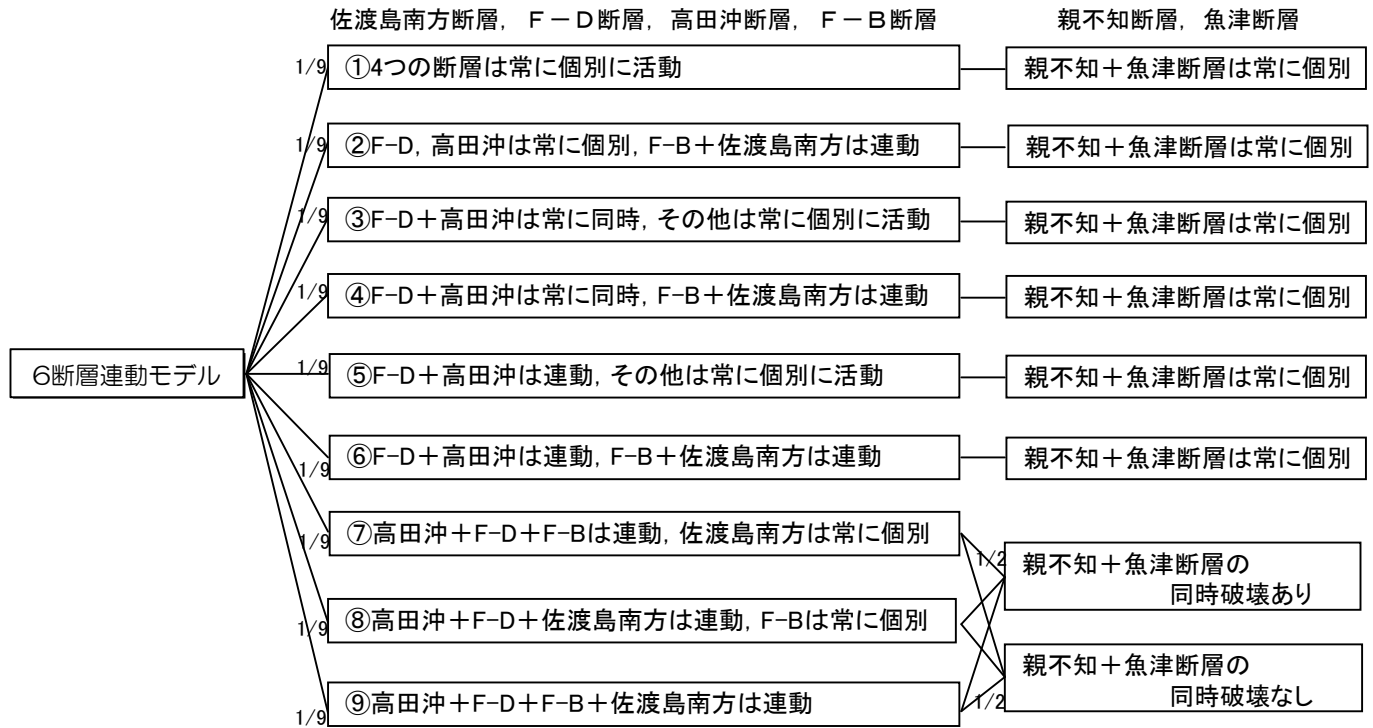 佐渡島南方断層, F－D断層, 高田沖断層, F－B断層
親不知断層, 魚津断層
1/9
①4つの断層は常に個別に活動
親不知＋魚津断層は常に個別
1/9
②F-D, 高田沖は常に個別, F-B＋佐渡島南方は連動
親不知＋魚津断層は常に個別
1/9
③F-D＋高田沖は常に同時, その他は常に個別に活動
親不知＋魚津断層は常に個別
1/9
④F-D＋高田沖は常に同時, F-B＋佐渡島南方は連動
親不知＋魚津断層は常に個別
6断層連動モデル
1/9
⑤F-D＋高田沖は連動, その他は常に個別に活動
親不知＋魚津断層は常に個別
1/9
⑥F-D＋高田沖は連動, F-B＋佐渡島南方は連動
親不知＋魚津断層は常に個別
1/9
⑦高田沖＋F-D＋F-Bは連動, 佐渡島南方は常に個別
1/2
親不知＋魚津断層の
同時破壊あり
1/9
⑧高田沖＋F-D＋佐渡島南方は連動, F-Bは常に個別
親不知＋魚津断層の
同時破壊なし
1/9
⑨高田沖＋F-D＋F-B＋佐渡島南方は連動
1/2